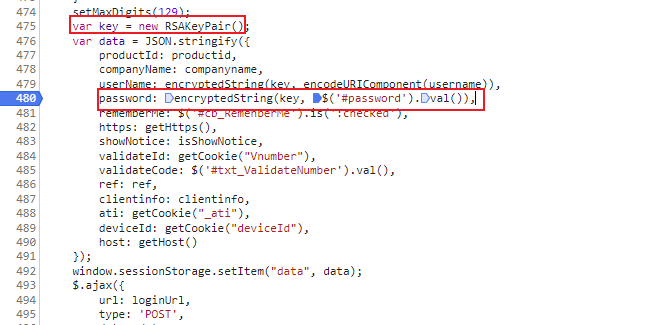 474 setMaxDigits(129);
475 var key = new RSAKeyPair();
476 var data = JSON.stringify({
477 productId: productid,
478 companyName: companyname,
479 userName: encryptedString(key, encodeURIComponent(username)),
480 password: encryptedString(key, $('#password').val()),
481 rememberMe: $("#cb_RememberMe").is(":checked"),
482 https: getHttps(),
483 showNotice: isShowNotice,
484 validateId: getCookie("Vnumber"),
485 validateCode: $('#txt_ValidateNumber').val(),
486 ref: ref,
487 clientinfo: clientinfo,
488 ati: getCookie("_ati"),
489 deviceId: getCookie("deviceId"),
490 host: getHost()
491 });
492 window.sessionStorage.setItem("data", data);
493 $.ajax({
494 url: loginUrl,
495 type: 'POST',